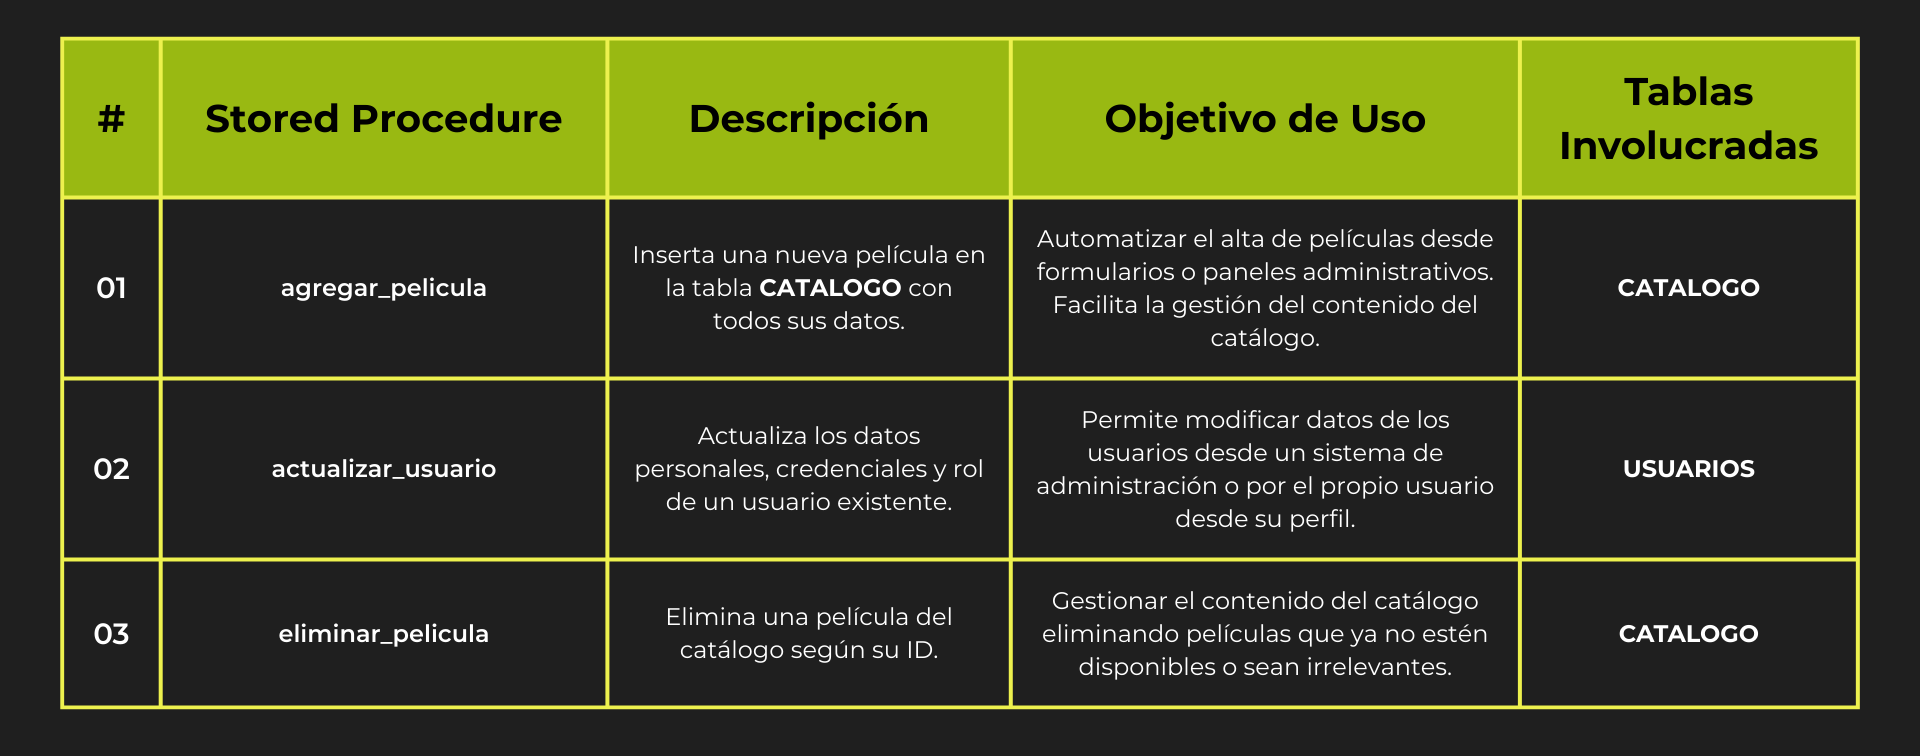 #
Stored Procedure
Descripción
Objetivo de Uso
Tablas
Involucradas
01
agregar_pelicula
Inserta una nueva película en
la tabla CATALOGO con
todos sus datos.
Automatizar el alta de películas desde
formularios o paneles administrativos.
Facilita la gestión del contenido del
catálogo.
CATALOGO
02
actualizar_usuario
Actualiza los datos
personales, credenciales y rol
de un usuario existente.
Permite modificar datos de los
usuarios desde un sistema de
administración o por el propio usuario
desde su perfil.
USUARIOS
03
eliminar_pelicula
Elimina una película del
catálogo según su ID.
Gestionar el contenido del catálogo
eliminando películas que ya no estén
disponibles o sean irrelevantes.
CATALOGO